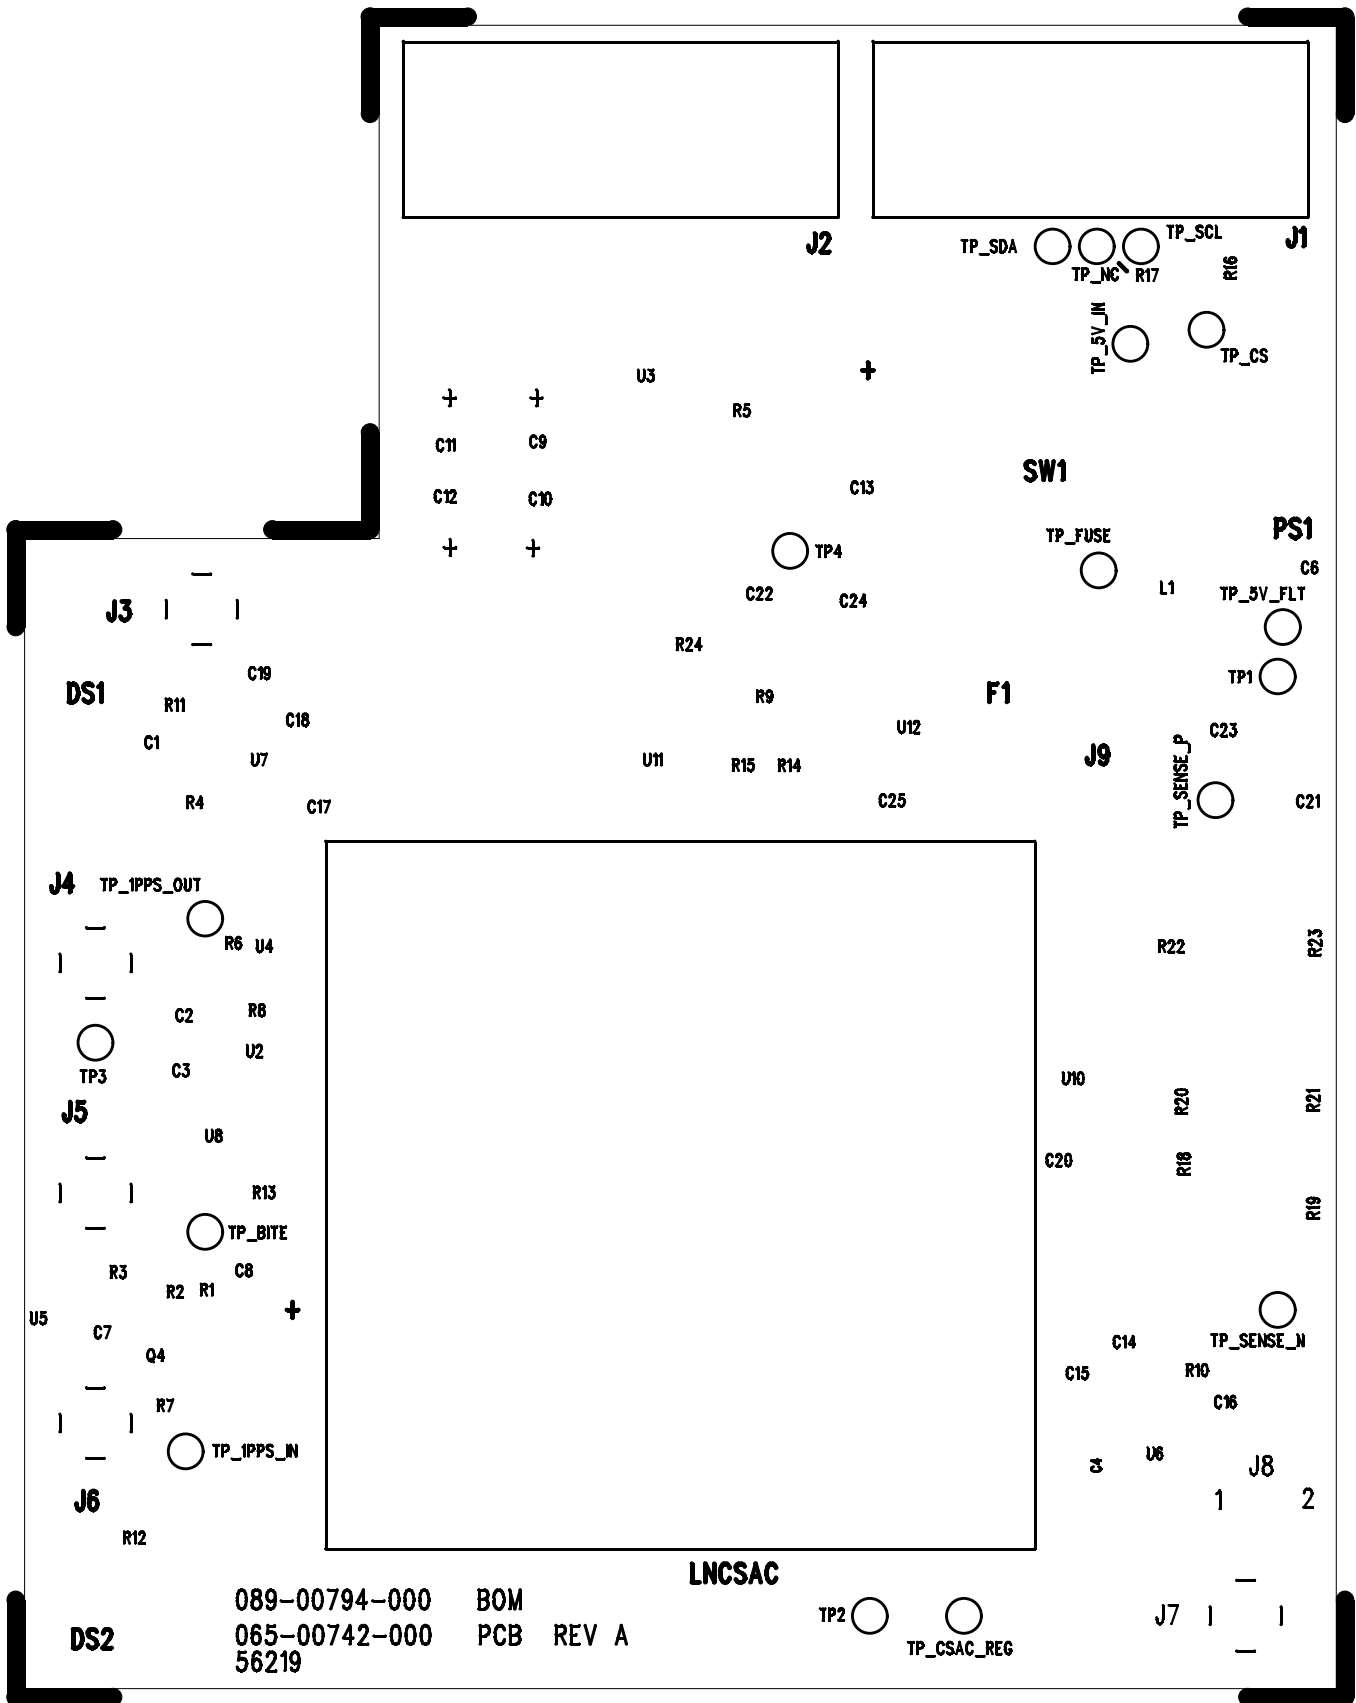 J2
TP_SDA
TP_SCL
J1
TP_NC
R17
R16
TP_5V_IN
TP_CS
U3
+
R5
+
+
C11
C9
SW1
C12
C10
C13
PS1
+
+
TP4
TP_FUSE
C6
C22
C24
L1
TP_5V_FLT
J3
R24
C19
TP1
DS1
R11
R9
F1
C18
C1
U12
C23
U7
U11
R15
R14
J9
TP_SENSE_P
R4
C17
C25
C21
J4
TP_1PPS_OUT
R6
U4
R22
R23
C2
R8
U2
C3
TP3
U10
R20
R21
J5
U8
C20
R18
R13
R19
TP_BITE
R3
C8
R2
R1
+
U5
C7
TP_SENSE_N
C14
Q4
C15
R10
R7
C16
TP_1PPS_IN
C4
U6
J8
J6
1
2
R12
LNCSAC
089-00794-000 BOM
TP2
J7
DS2
065-00742-000 PCB REV A
TP_CSAC_REG
56219